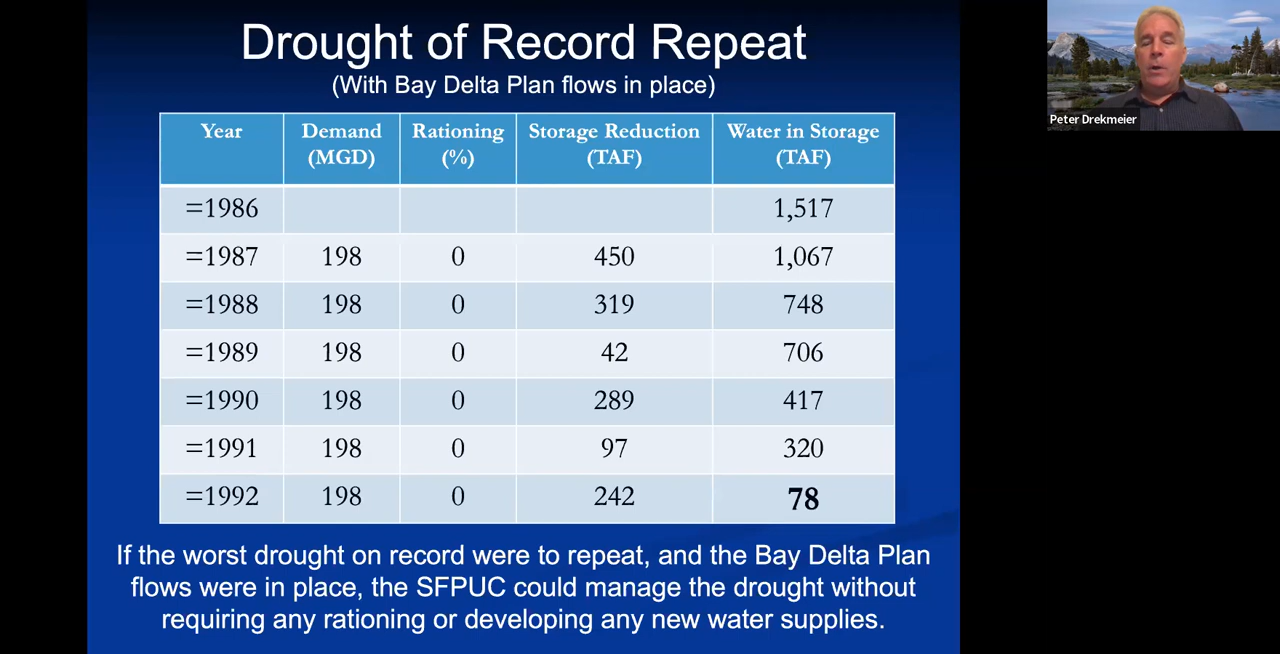 Drought of Record Repeat
(With Bay Delta Plan flows in place)
Year Demand (MGD) Rationing (%) Storage Reduction (TAF) Water in Storage (TAF)
=1986 1,517
=1987 198 0 450 1,067
=1988 198 0 319 748
=1989 198 0 42 706
=1990 198 0 289 417
=1991 198 0 97 320
=1992 198 0 242 78
If the worst drought on record were to repeat, and the Bay Delta Plan
flows were in place, the SFPUC could manage the drought without
requiring any rationing or developing any new water supplies.
Peter Drekmeier